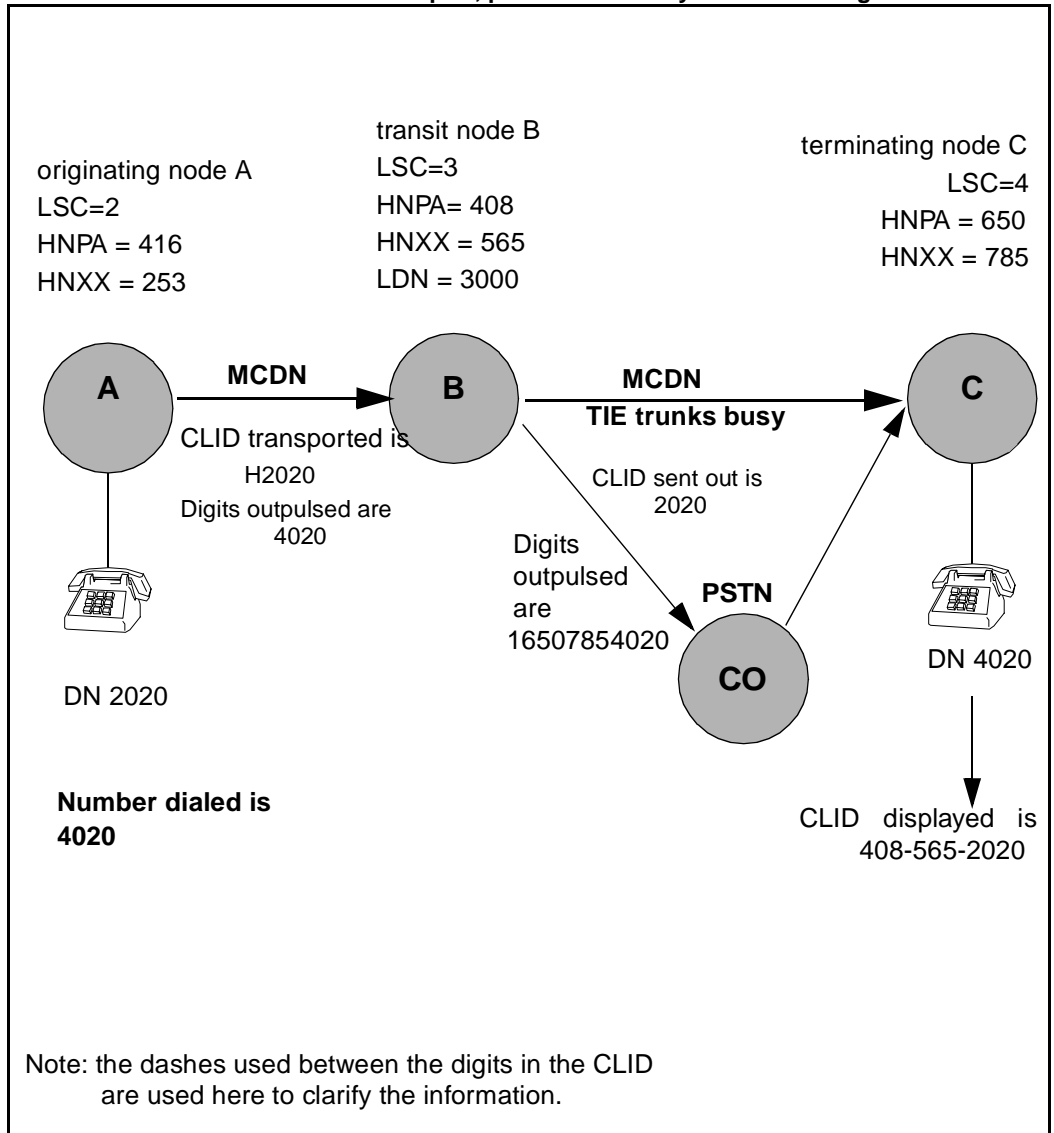 originating node A
LSC=2
HNPA = 416
HNXX = 253
transit node B
LSC=3
HNPA= 408
HNXX = 565
LDN = 3000
terminating node C
LSC=4
HNPA = 650
HNXX = 785
A
MCDN
B
MCDN
TIE trunks busy
C
CLID transported is
H2020
Digits outpulsed are
4020
CLID sent out is
2020
Digits
outpulsed
are
16507854020
PSTN
CO
DN 2020
DN 4020
Number dialed is
4020
CLID displayed is
408-565-2020
Note: the dashes used between the digits in the CLID
are used here to clarify the information.